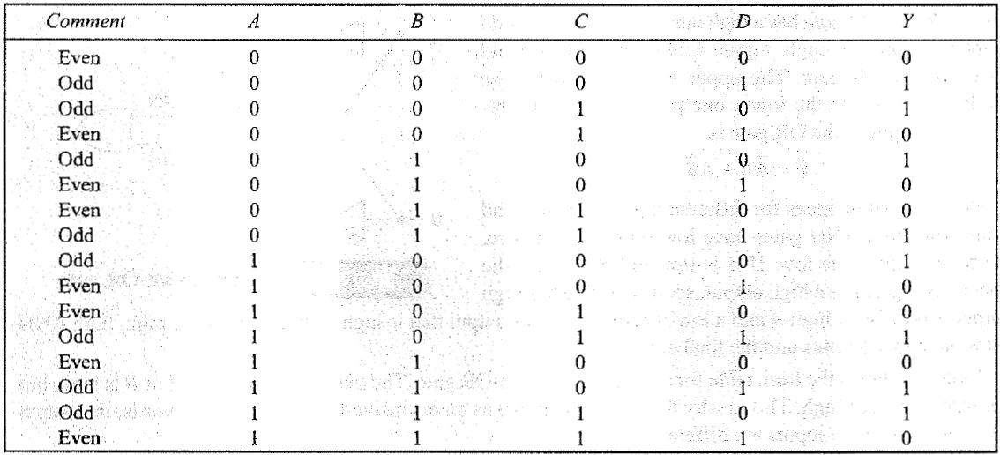 Comment A B C D Y
Even 0 0 0 0 0
Odd 0 0 0 1 1
Odd 0 0 1 0 1
Even 0 0 1 1 0
Odd 0 1 0 0 1
Even 0 1 0 1 0
Even 0 1 1 0 0
Odd 0 1 1 1 1
Odd 1 0 0 0 1
Even 1 0 0 1 0
Even 1 0 1 0 0
Odd 1 0 1 1 1
Even 1 1 0 0 0
Odd 1 1 0 1 1
Odd 1 1 1 0 1
Even 1 1 1 1 0